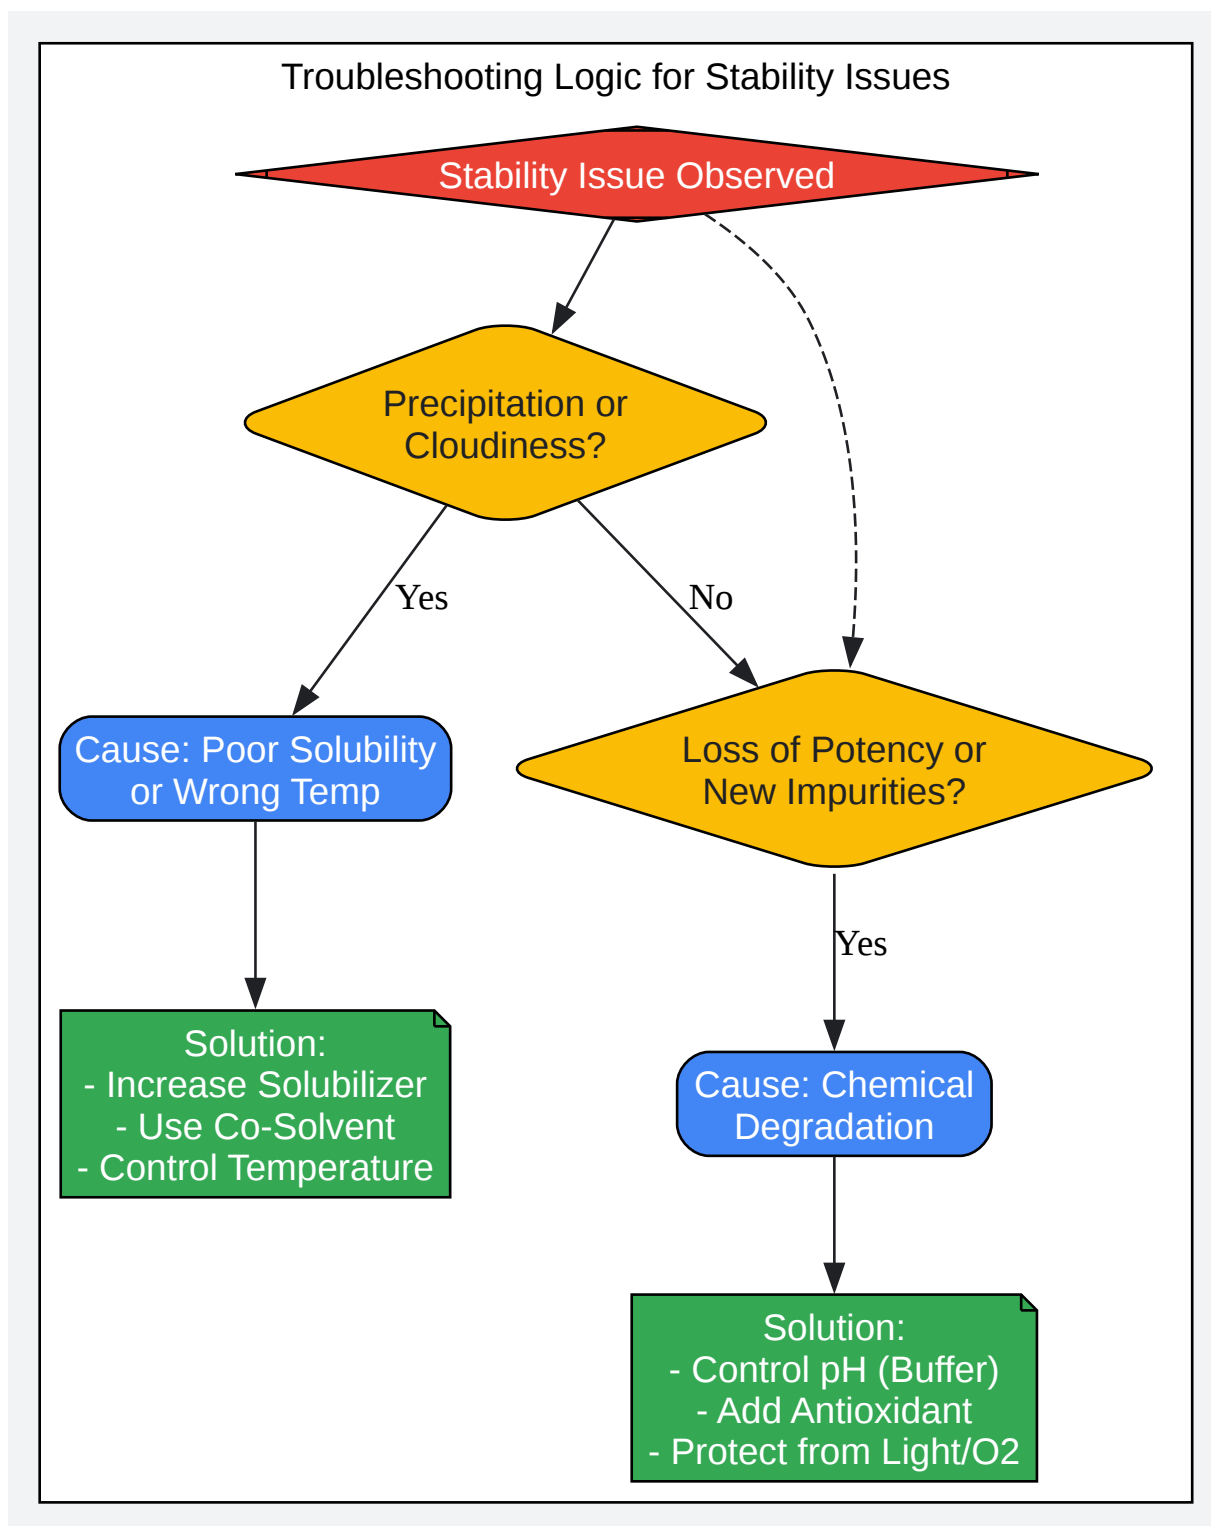 Troubleshooting Logic for Stability Issues
Stability Issue Observed
Precipitation or
Cloudiness?
Yes
No
Cause: Poor Solubility
or Wrong Temp
Loss of Potency or
New Impurities?
Yes
Solution:
- Increase Solubilizer
- Use Co-Solvent
- Control Temperature
Cause: Chemical
Degradation
Solution:
- Control pH (Buffer)
- Add Antioxidant
- Protect from Light/O2